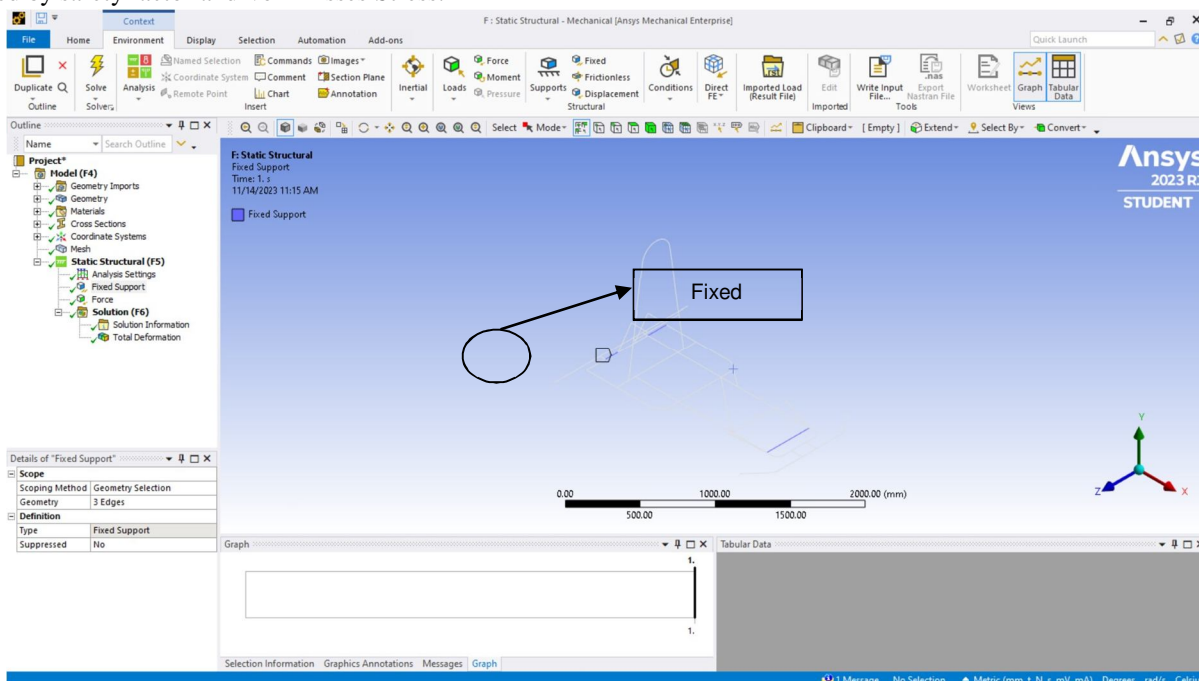 F : Static Structural - Mechanical [Ansys Mechanical Enterprise]
Context
File Home Environment Display Selection Automation Add-ons
Quick Launch
Duplicate Q
Outline
Solve
Solvers
Analysis
Named Selection
Coordinate System
Remote Point
Commands
Comment
Chart
Images
Section Plane
Annotation
Insert
Inertial
Loads
Force
Moment
Pressure
Supports
Fixed
Frictionless
Displacement
Structural
Conditions
Direct FE
Imported Load (Result File)
Edit
Imported
Write Input File...
.nas
Export Nastran File
Tools
Worksheet
Graph
Tabular Data
Views
Outline
Select Mode Clipboard [ Empty ] Extend Select By Convert
Name Search Outline
Project*
Model (F4)
Geometry Imports
Geometry
Materials
Cross Sections
Coordinate Systems
Mesh
Static Structural (F5)
Analysis Settings
Fixed Support
Force
Solution (F6)
Solution Information
Total Deformation
F: Static Structural
Fixed Support
Time: 1. s
11/14/2023 11:15 AM
Fixed Support
Ansys
2023
STUDENT
Fixed
Y
Z
X
0.00 1000.00 2000.00 (mm)
500.00 1500.00
Details of "Fixed Support"
Scope
Scoping Method Geometry Selection
Geometry 3 Edges
Definition
Type Fixed Support
Suppressed No
Graph
1.
1.
Tabular Data
Selection Information Graphics Annotations Messages Graph
1 Message No Selection Metric (mm, t, N, s, mV, mA) Degrees rad/s